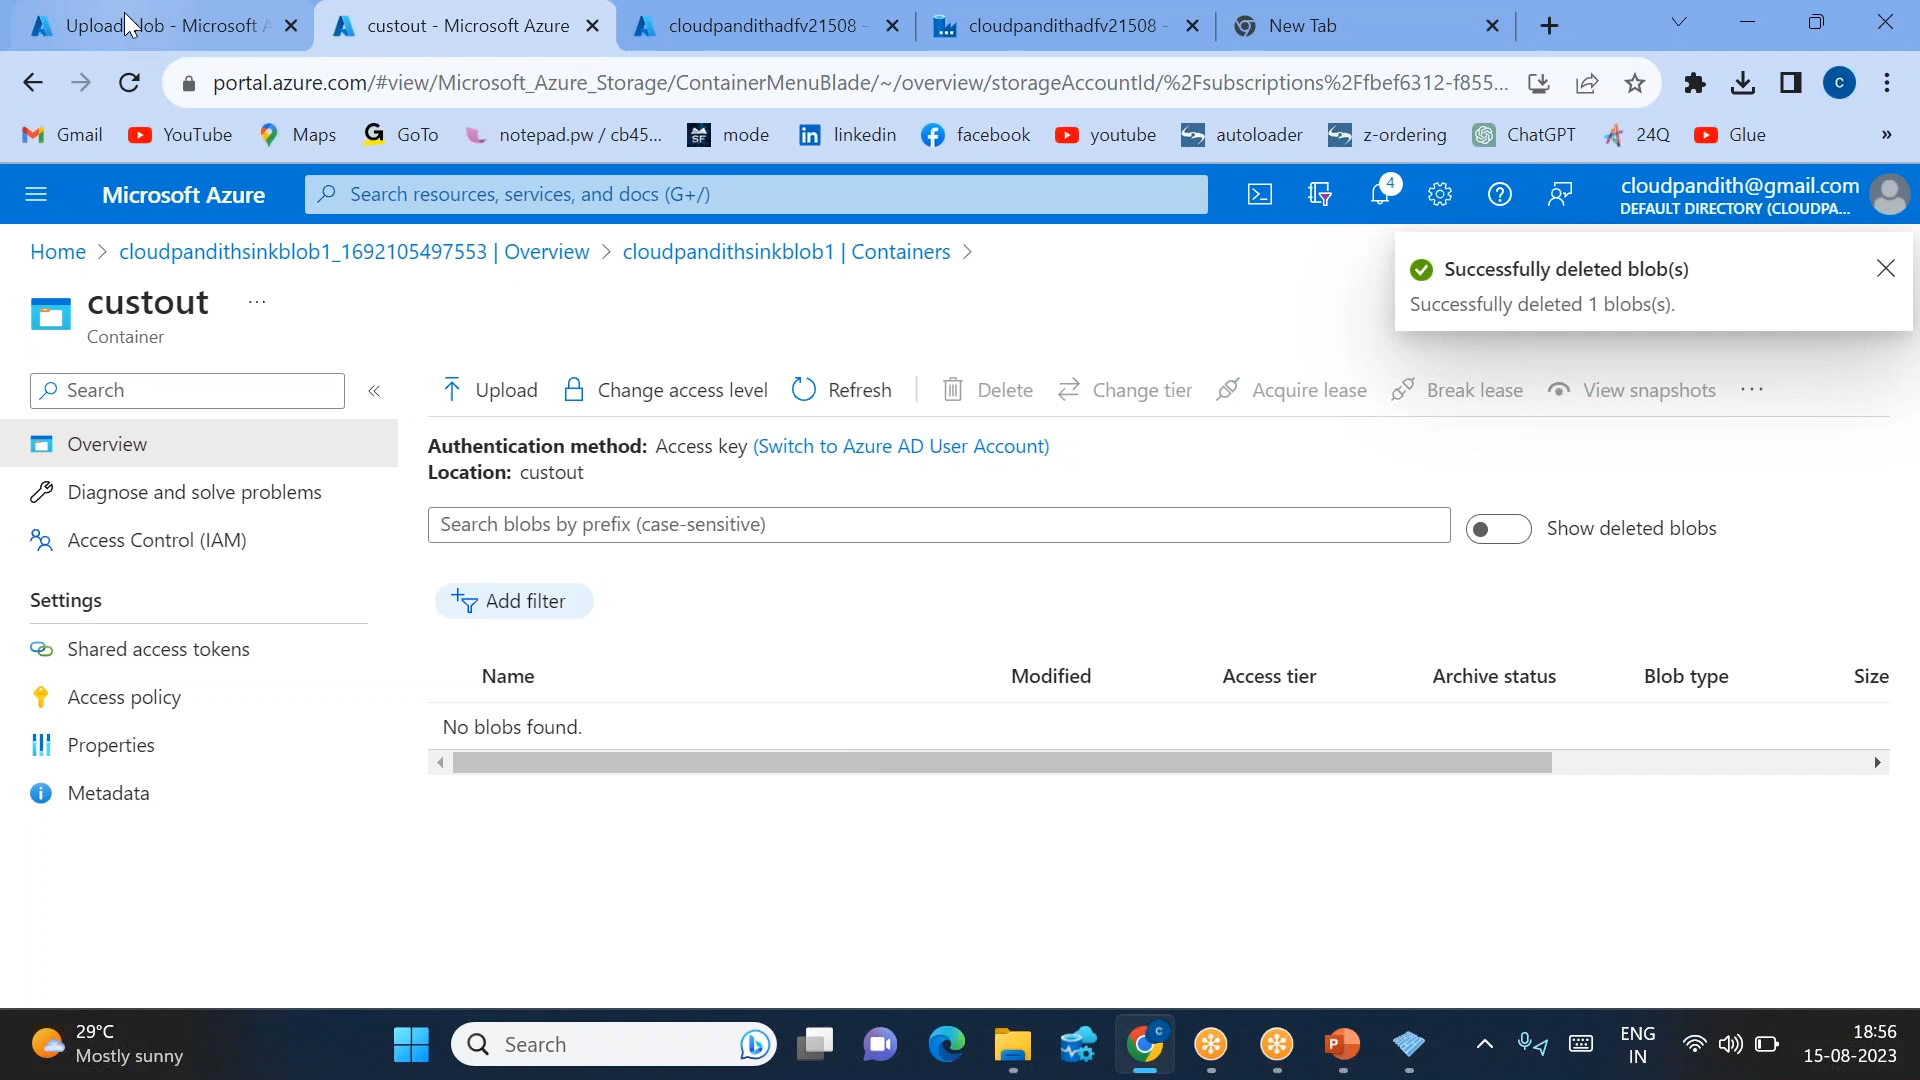 Upload blob - Microsoft A
custout - Microsoft Azure
cloudpandithadfv21508 -
cloudpandithadfv21508 -
New Tab
portal.azure.com/#view/Microsoft_Azure_Storage/ContainerMenuBlade/~/overview/storageAccountId/%2Fsubscriptions%2Ffbef6312-f855...
C
Gmail
YouTube
Maps
GoTo
notepad.pw / cb45...
mode
linkedin
facebook
youtube
autoloader
z-ordering
ChatGPT
24Q
Glue
»
Microsoft Azure
Search resources, services, and docs (G+/)
4
cloudpandith@gmail.com
DEFAULT DIRECTORY (CLOUDPA...
Home > cloudpandithsinkblob1_1692105497553 | Overview > cloudpandithsinkblob1 | Containers >
Successfully deleted blob(s)
Successfully deleted 1 blobs(s).
custout ...
Container
Search
«
Upload
Change access level
Refresh
Delete
Change tier
Acquire lease
Break lease
View snapshots
...
Overview
Diagnose and solve problems
Access Control (IAM)
Settings
Shared access tokens
Access policy
Properties
Metadata
Authentication method: Access key (Switch to Azure AD User Account)
Location: custout
Search blobs by prefix (case-sensitive)
Show deleted blobs
Add filter
Name
Modified
Access tier
Archive status
Blob type
Size
No blobs found.
29°C
Mostly sunny
Search
ENG
IN
18:56
15-08-2023